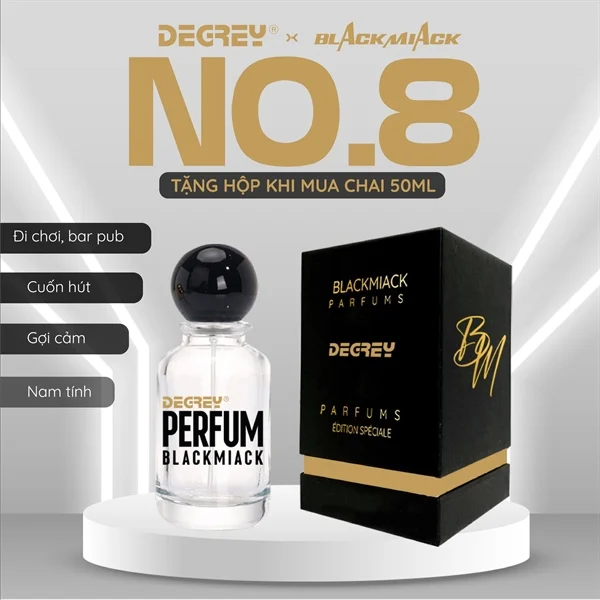 DEGREY® × BLACKMIACK
NO.8
TẶNG HỘP KHI MUA CHAI 50ML
Đi chơi, bar pub
Cuốn hút
Gợi cảm
Nam tính
DEGREY®
PERFUM
BLACKMIACK
BLACKMIACK
PARFUMS
DEGREY
PARFUMS
ÉDITION SPÉCIALE
BM